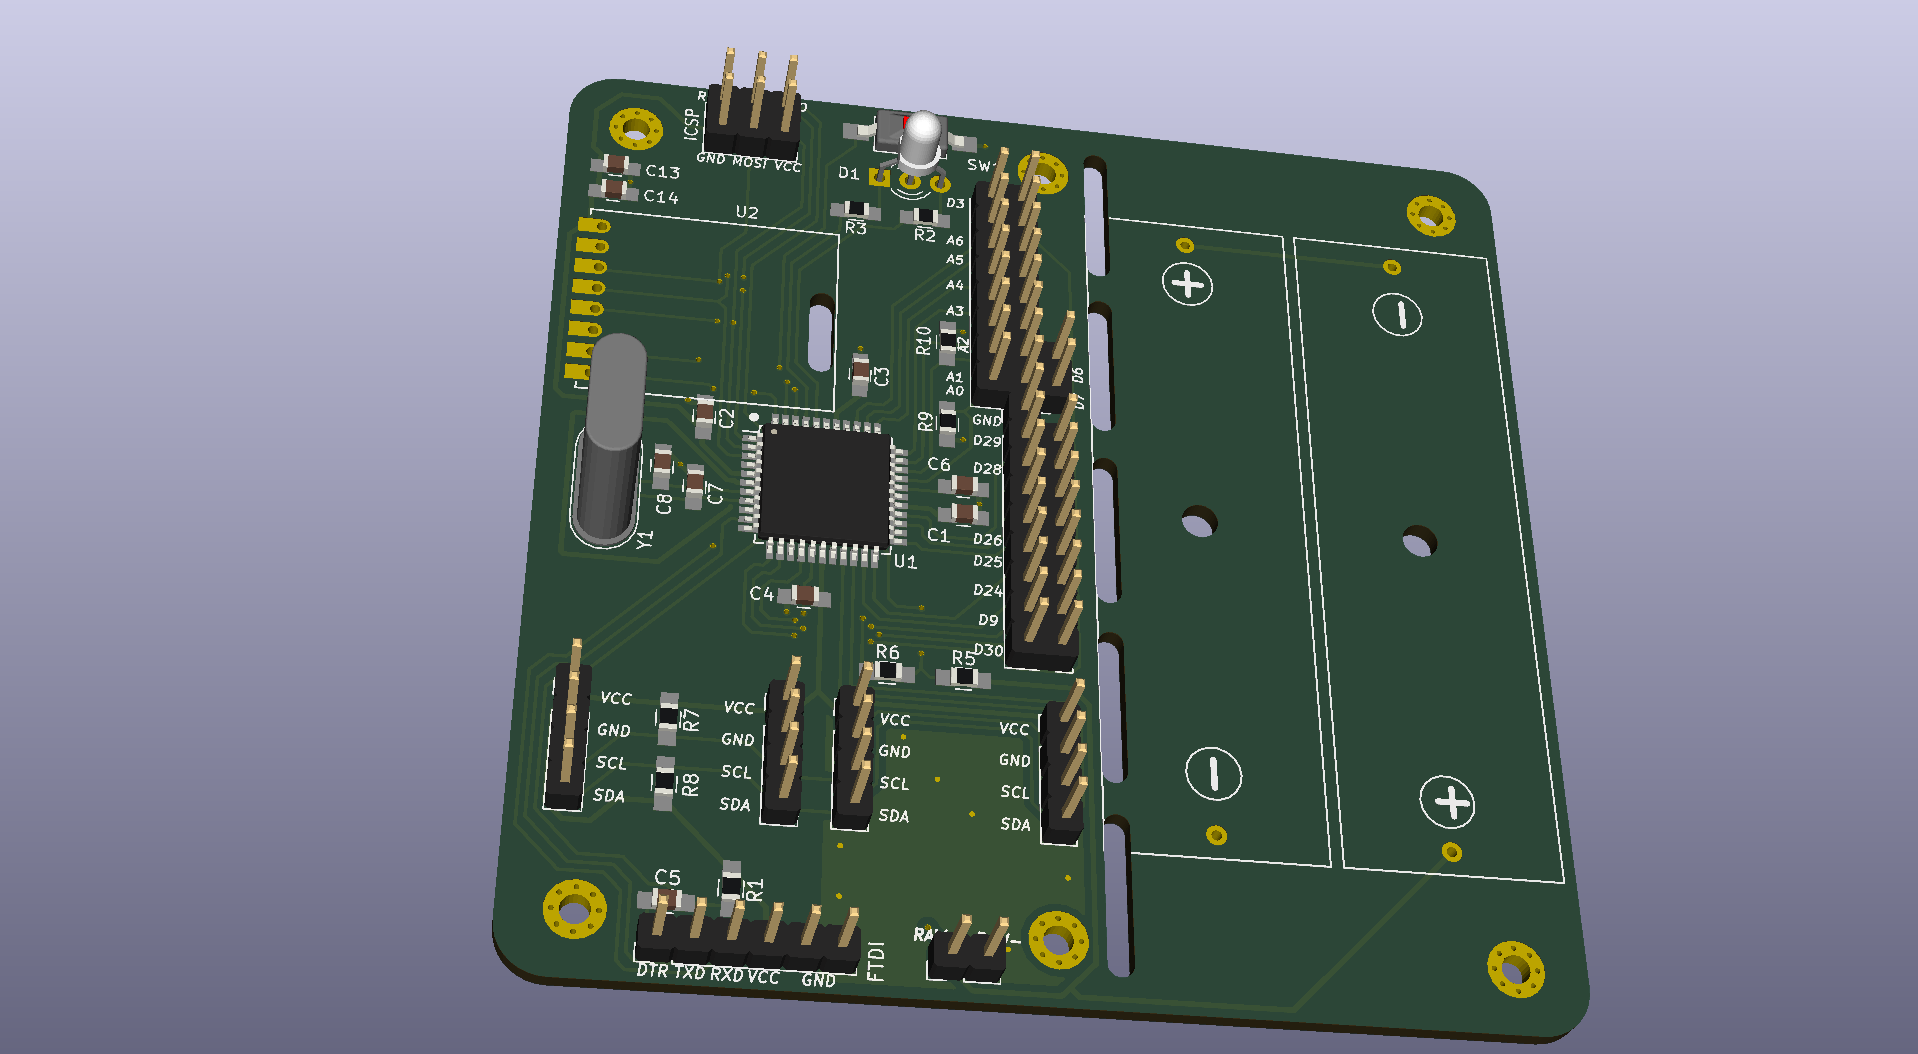 ICSP
GND MOSI VCC
C13
C14
D1
R3
R2
U2
D3
A6
A5
A4
A3
A2
A1
A0
GND
D29
D28
D26
D25
D24
D9
D30
D6
D7
R10
R9
C3
C2
C6
C1
C8
C7
Y1
U1
C4
R6
R5
VCC
GND
SCL
SDA
R7
R8
VCC
GND
SCL
SDA
VCC
GND
SCL
SDA
VCC
GND
SCL
SDA
C5
R1
FTDI
DTR TXD RXD VCC GND
+
−
−
+